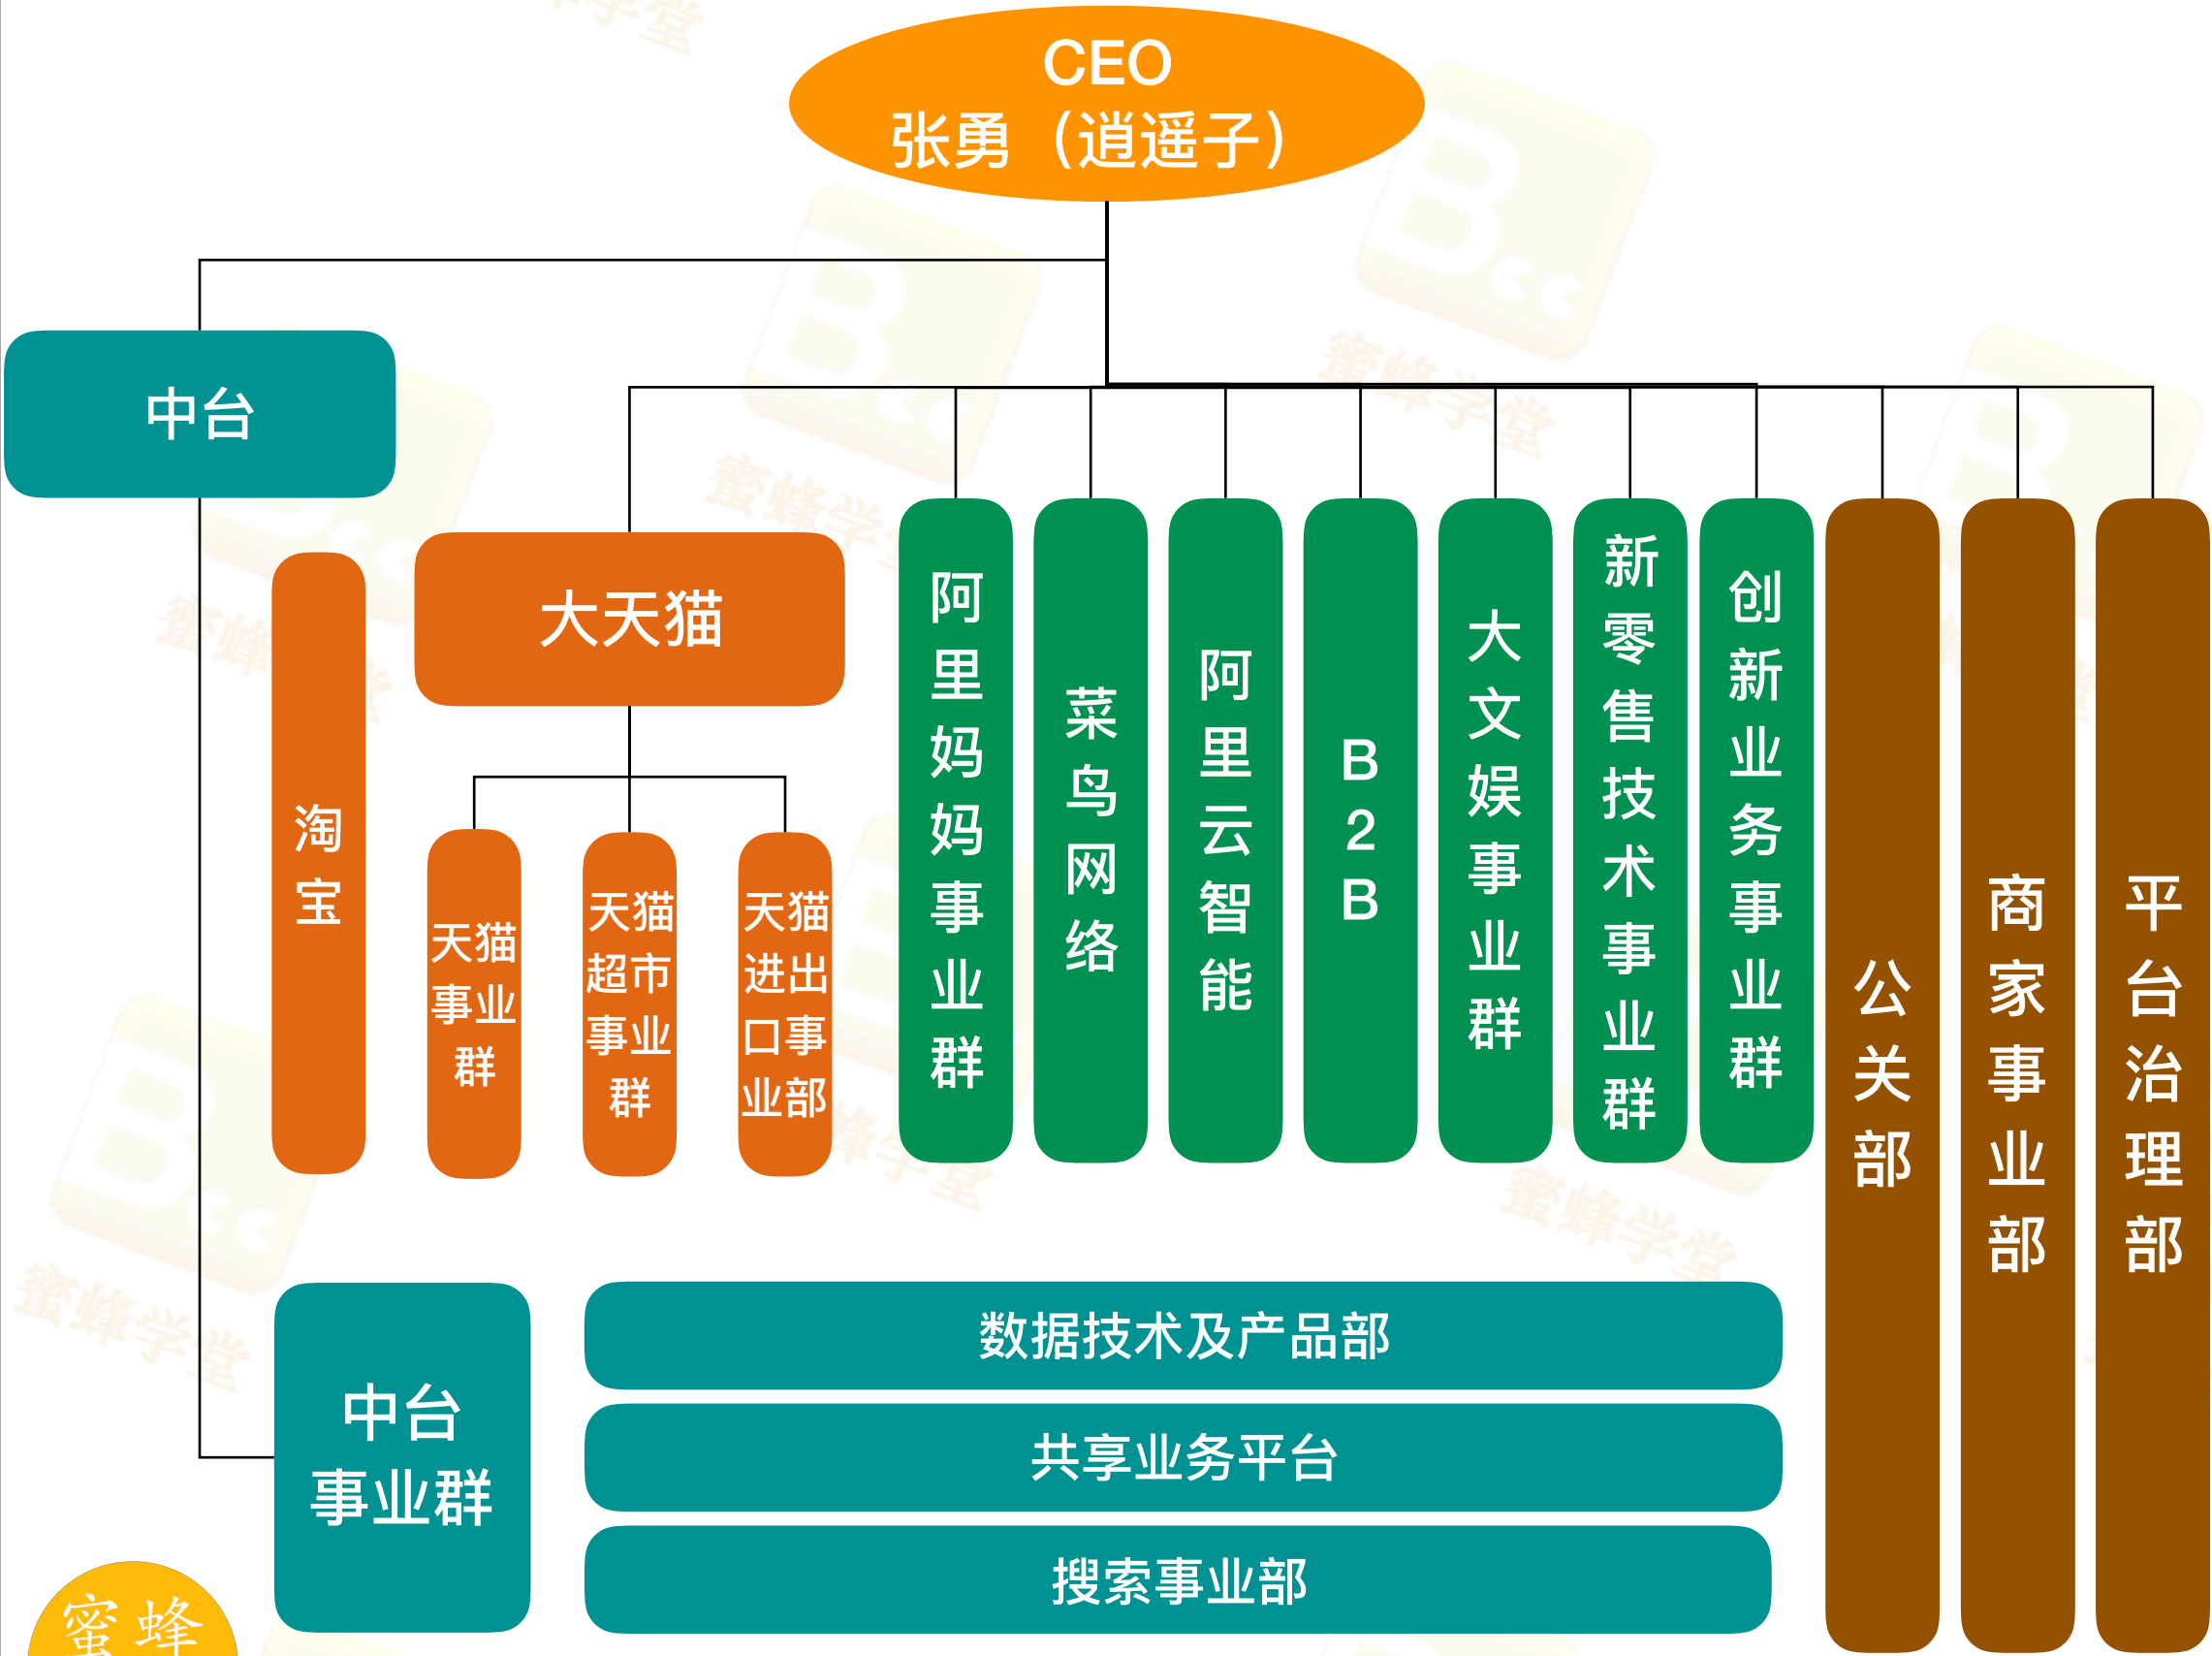 CEO
张勇（逍遥子）
中台
大天猫
淘宝
天猫
事业
群
天猫
超市
事业
群
天猫
进出
口事
业部
阿里妈妈事业群
菜鸟网络
阿里云智能
B2B
大文娱事业群
新零售技术事业群
创新业务事业群
公关部
商家事业部
平台治理部
中台
事业群
数据技术及产品部
共享业务平台
搜索事业部
蜜蜂
蜜蜂学堂